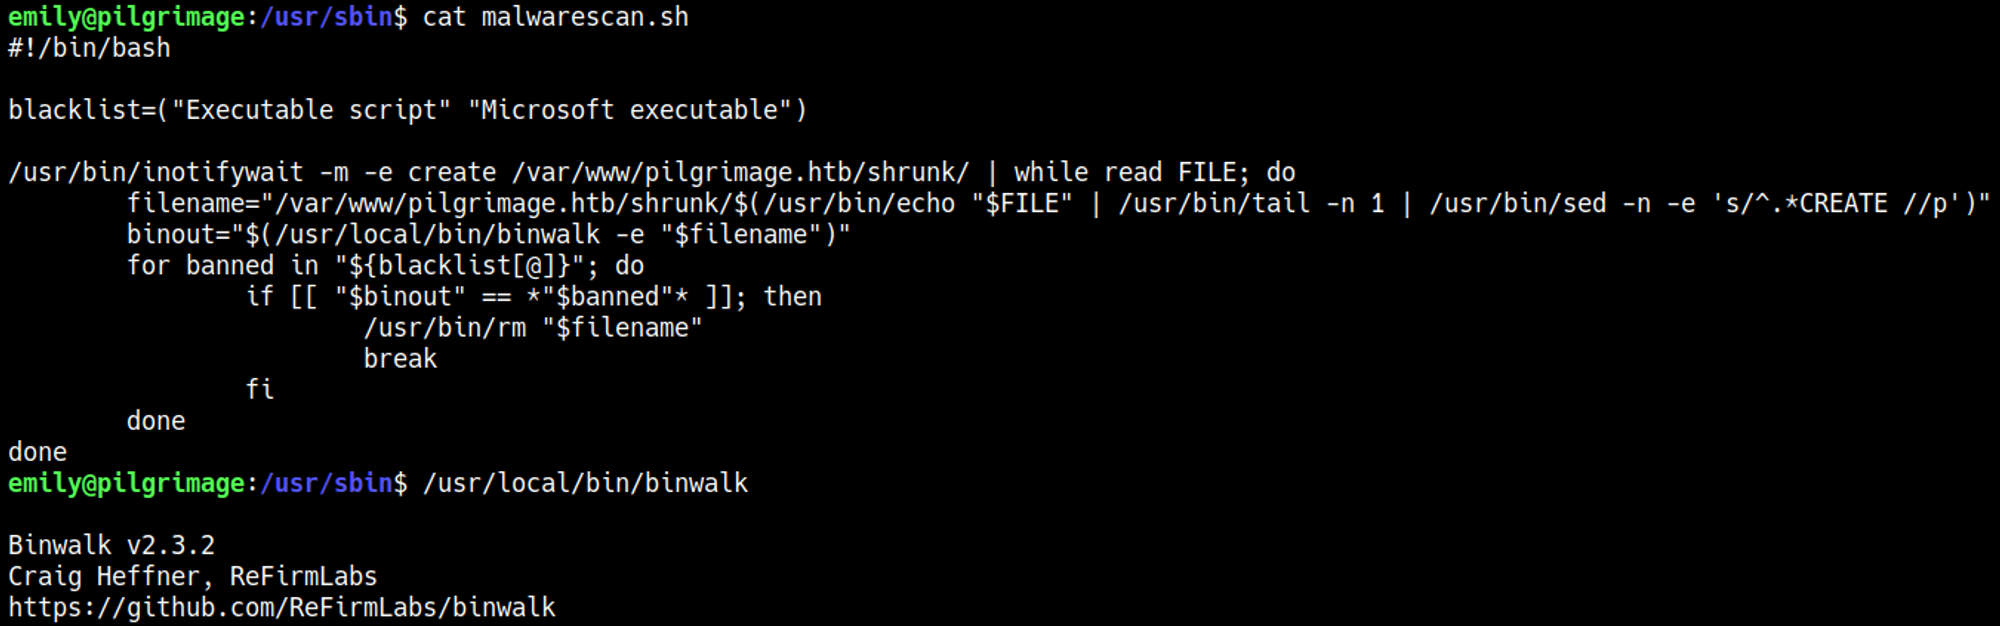 emily@pilgrimage:/usr/sbin$ cat malwarescan.sh
#!/bin/bash
blacklist=("Executable script" "Microsoft executable")
/usr/bin/inotifywait -m -e create /var/www/pilgrimage.htb/shrunk/ | while read FILE; do
filename="/var/www/pilgrimage.htb/shrunk/$(/usr/bin/echo "$FILE" | /usr/bin/tail -n 1 | /usr/bin/sed -n -e 's/^.*CREATE //p')"
binout="$(/usr/local/bin/binwalk -e "$filename")"
for banned in "${blacklist[@]}"; do
if [[ "$binout" == *"$banned"* ]]; then
/usr/bin/rm "$filename"
break
fi
done
done
emily@pilgrimage:/usr/sbin$ /usr/local/bin/binwalk
Binwalk v2.3.2
Craig Heffner, ReFirmLabs
https://github.com/ReFirmLabs/binwalk